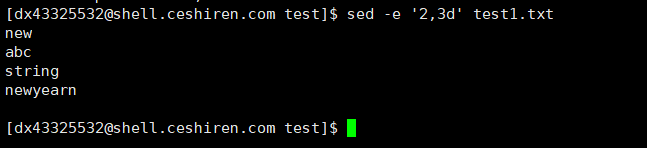 [dx43325532@shell.ceshiren.com test]$ sed -e '2,3d' test1.txt
new
abc
string
newyearn
[dx43325532@shell.ceshiren.com test]$